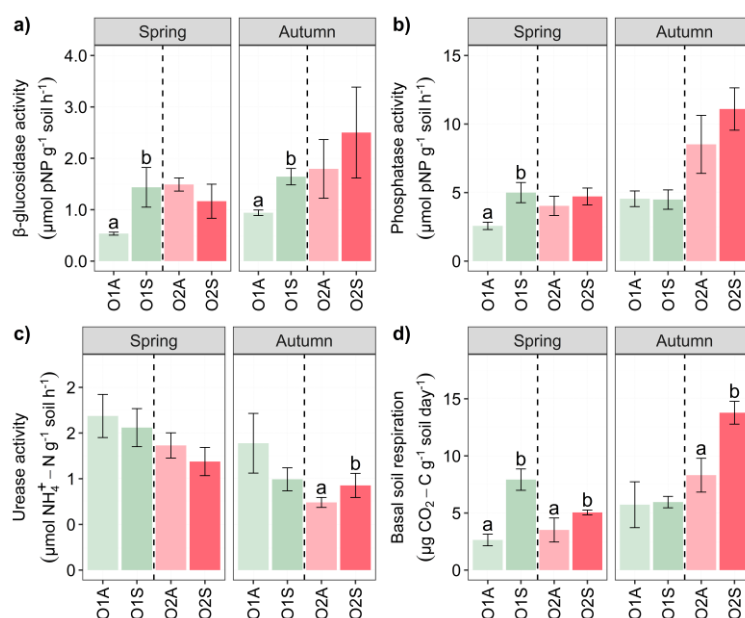 a) Spring Autumn
β-glucosidase activity
(μmol pNP g⁻¹ soil h⁻¹)
4.0
3.0
2.0
1.0
0.0
a b a b
O1A O1S O2A O2S O1A O1S O2A O2S
b) Spring Autumn
Phosphatase activity
(μmol pNP g⁻¹ soil h⁻¹)
15
10
5
0
a b
O1A O1S O2A O2S O1A O1S O2A O2S
c) Spring Autumn
Urease activity
(μmol NH₄⁺ – N g⁻¹ soil h⁻¹)
2
2
1
0
0
a b
O1A O1S O2A O2S O1A O1S O2A O2S
d) Spring Autumn
Basal soil respiration
(μg CO₂ – C g⁻¹ soil day⁻¹)
15
10
5
0
a b a b a b
O1A O1S O2A O2S O1A O1S O2A O2S